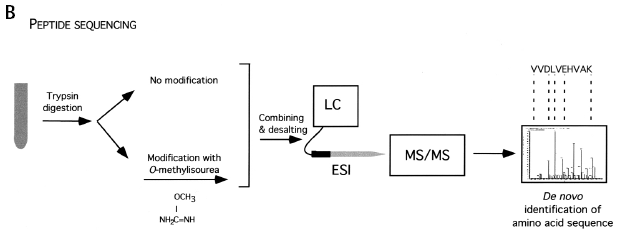 B
PEPTIDE SEQUENCING
Trypsin
digestion
No modification
Modification with
O-methylisourea
OCH3
NH2C=NH
Combining
& desalting
LC
ESI
MS/MS
VVDLVEHVAK
De novo
identification of
amino acid sequence